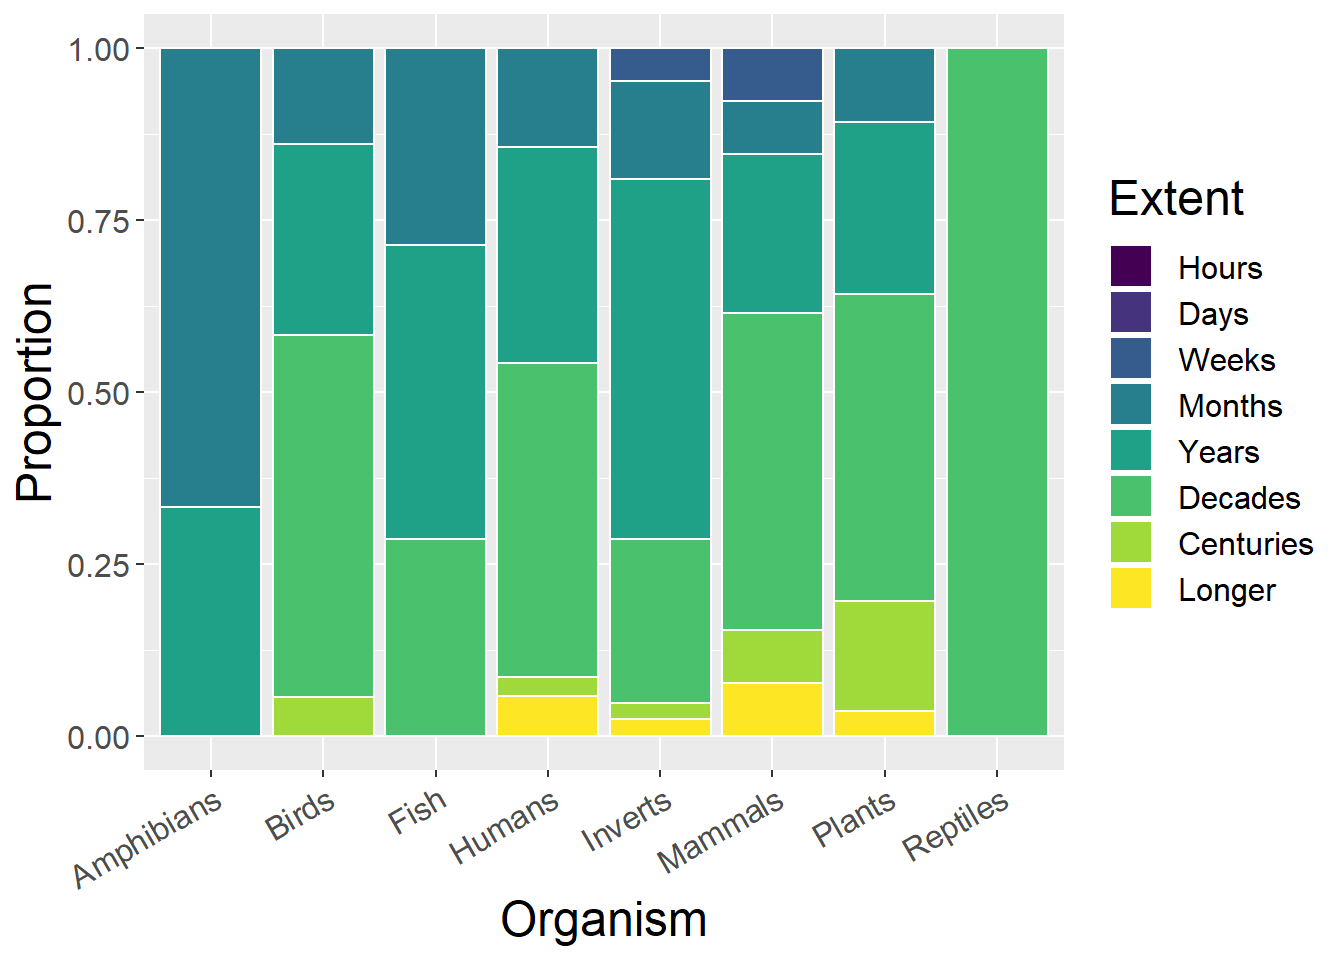 1.00
0.75
0.50
0.25
0.00
Proportion
Amphibians
Birds
Fish
Humans
Inverts
Mammals
Plants
Reptiles
Organism
Extent
Hours
Days
Weeks
Months
Years
Decades
Centuries
Longer